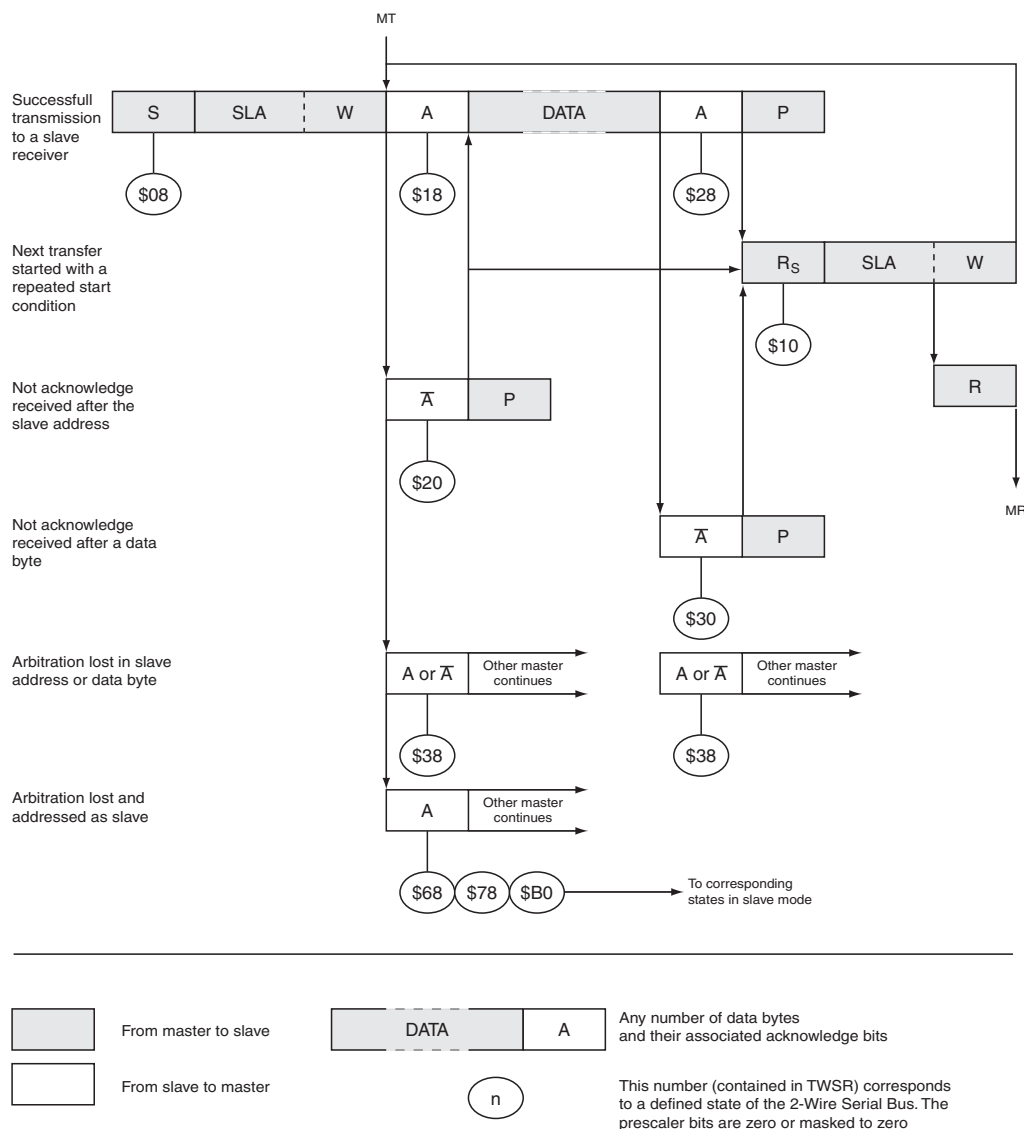 MT
Successfull
transmission
to a slave
receiver
S SLA W A DATA A P
$08 $18 $28
Next transfer
started with a
repeated start
condition
RS SLA W
$10
Not acknowledge
received after the
slave address
A̅ P
R
$20
MR
Not acknowledge
received after a data
byte
A̅ P
$30
Arbitration lost in slave
address or data byte
A or A̅ Other master
continues
A or A̅ Other master
continues
$38 $38
Arbitration lost and
addressed as slave
A Other master
continues
$68 $78 $B0
To corresponding
states in slave mode
From master to slave
DATA A
Any number of data bytes
and their associated acknowledge bits
From slave to master
n
This number (contained in TWSR) corresponds
to a defined state of the 2-Wire Serial Bus. The
prescaler bits are zero or masked to zero